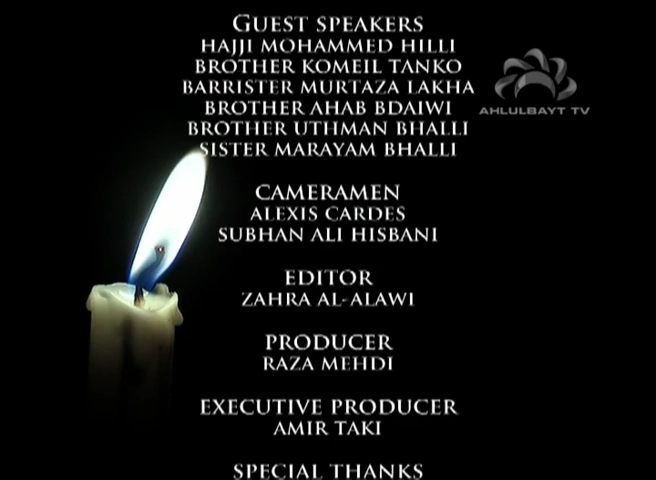 GUEST SPEAKERS
HAJJI MOHAMMED HILLI
BROTHER KOMEIL TANKO
BARRISTER MURTAZA LAKHA
BROTHER AHAB BDAIWI
BROTHER UTHMAN BHALLI
SISTER MARAYAM BHALLI
AHLULBAYT TV
CAMERAMEN
ALEXIS CARDES
SUBHAN ALI HISBANI
EDITOR
ZAHRA AL-ALAWI
PRODUCER
RAZA MEHDI
EXECUTIVE PRODUCER
AMIR TAKI
SPECIAL THANKS